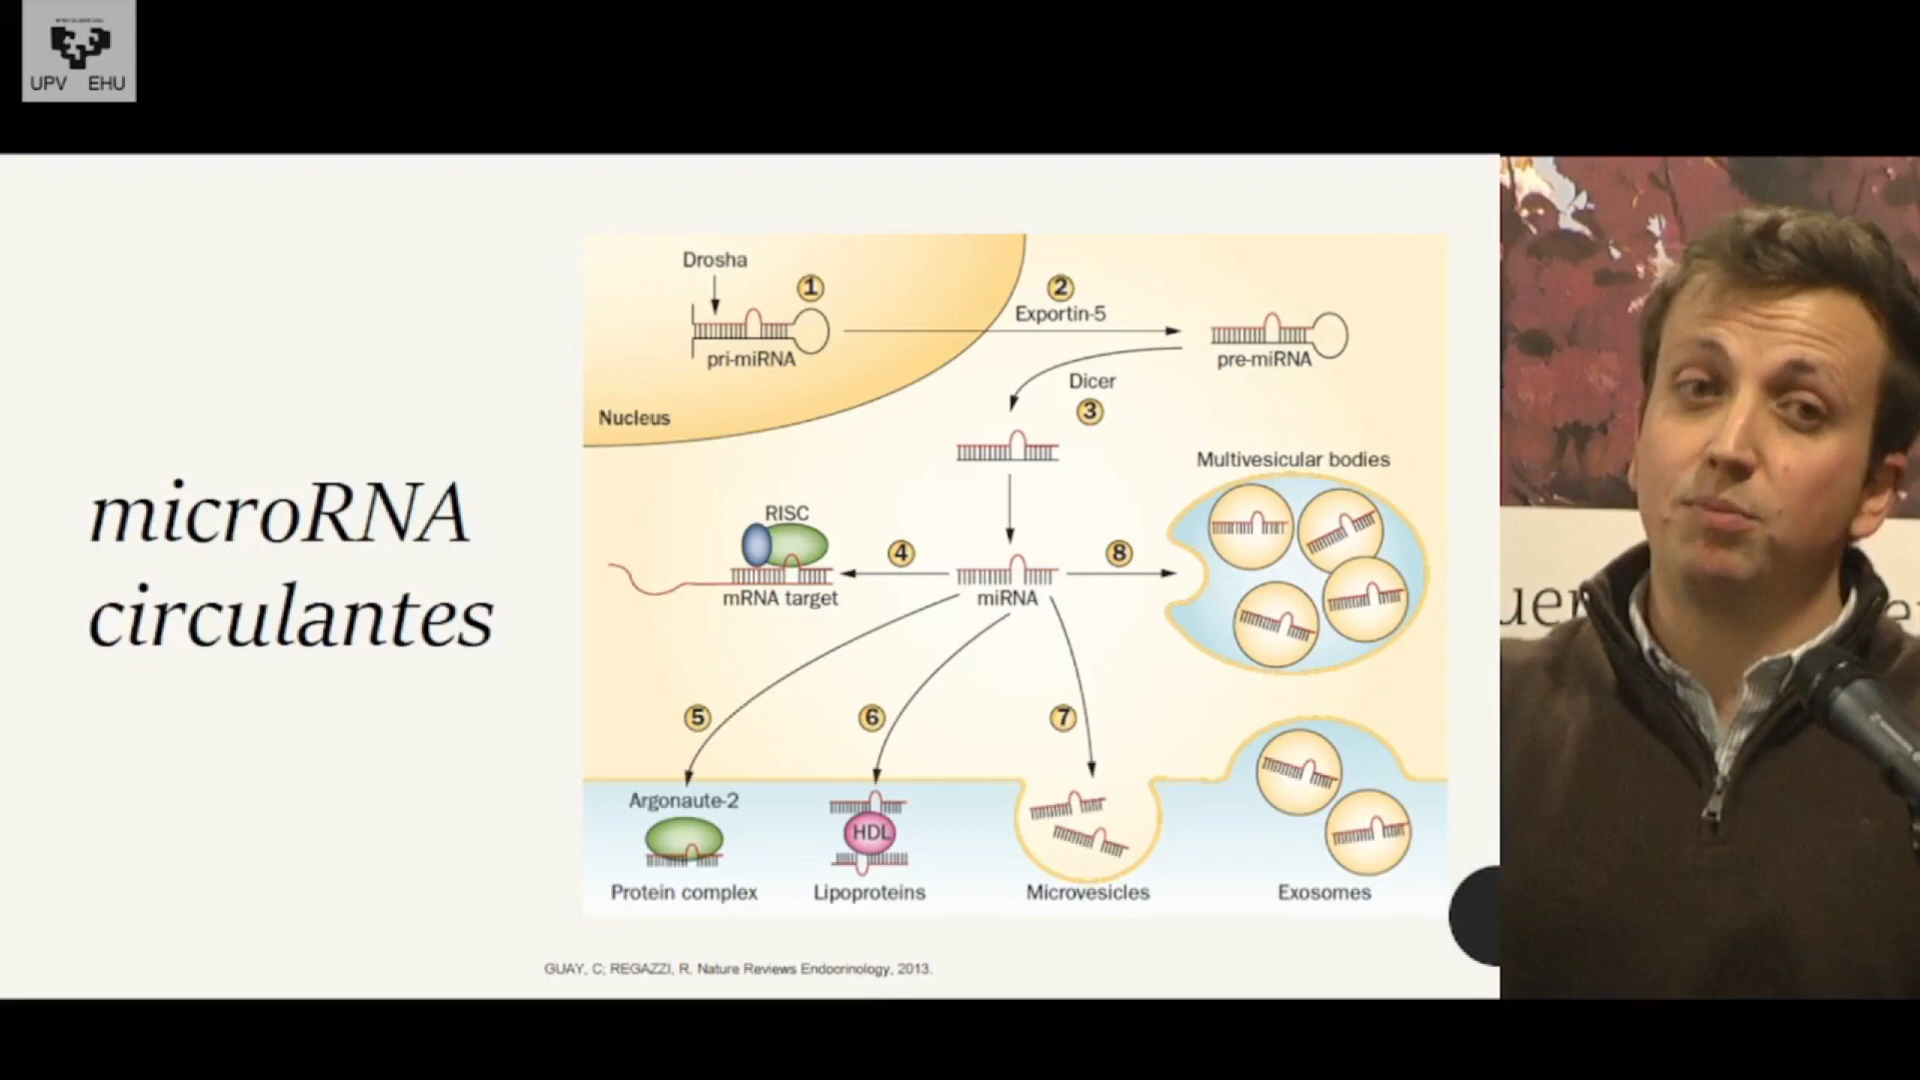 UPV EHU
microRNA
circulantes
Drosha
1
pri-miRNA
Nucleus
2
Exportin-5
pre-miRNA
Dicer
3
Multivesicular bodies
RISC
4
mRNA target
miRNA
8
5
6
7
Argonaute-2
HDL
Protein complex
Lipoproteins
Microvesicles
Exosomes
GUAY, C; REGAZZI, R. Nature Reviews Endocrinology, 2013.